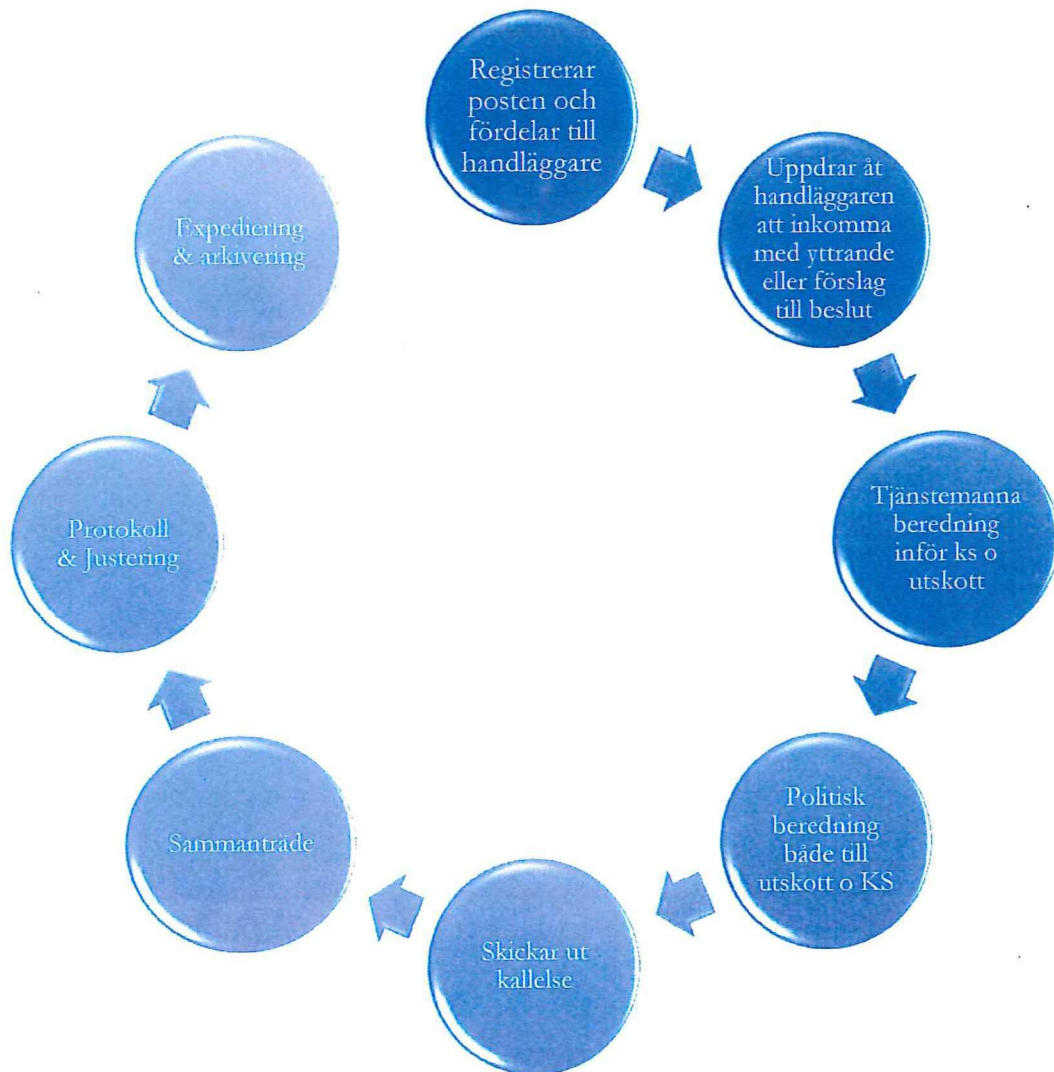 Registrerar
posten och
fördelar till
handläggare
Uppdrar åt
handläggaren
att inkomma
med yttrande
eller förslag
till beslut
Tjänstemanna
beredning
inför ks o
utskott
Politisk
beredning
både till
utskott o KS
Skickar ut
kallelse
Sammanträde
Protokoll
& Justering
Expediering
& arkivering